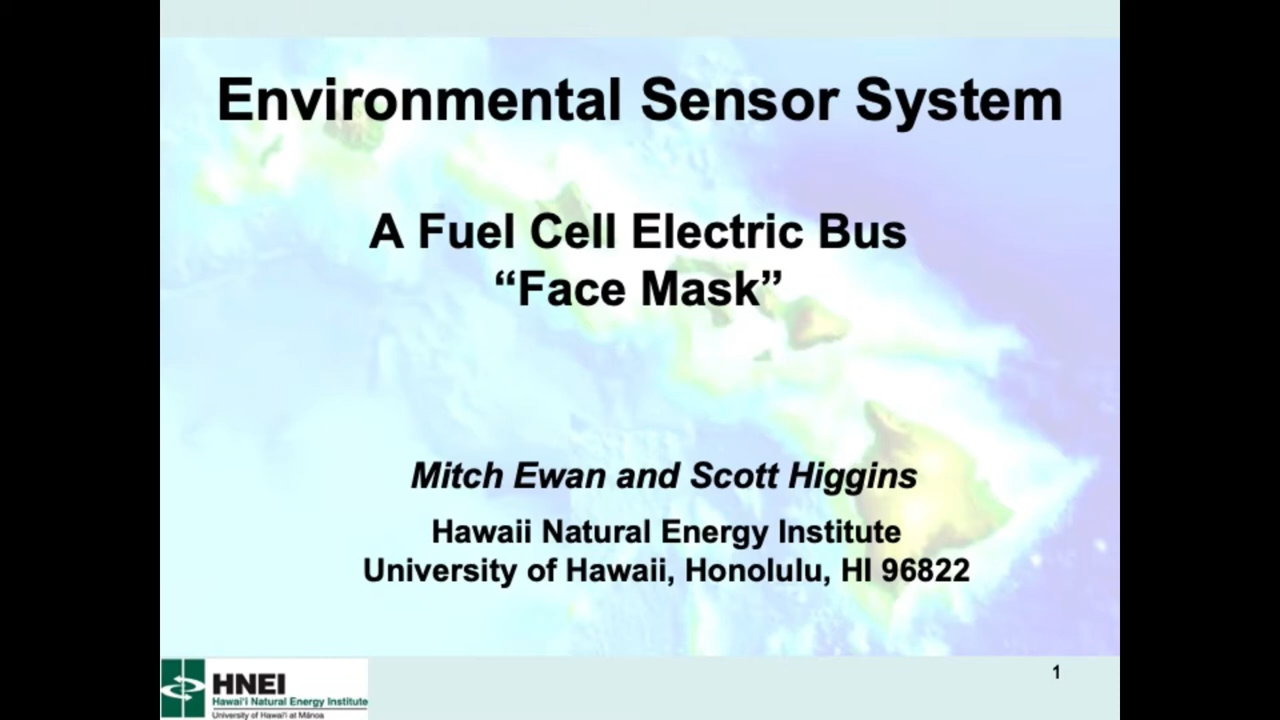 Environmental Sensor System
A Fuel Cell Electric Bus
“Face Mask”
Mitch Ewan and Scott Higgins
Hawaii Natural Energy Institute
University of Hawaii, Honolulu, HI 96822
HNEI
Hawai‘i Natural Energy Institute
University of Hawai‘i at Mānoa
1